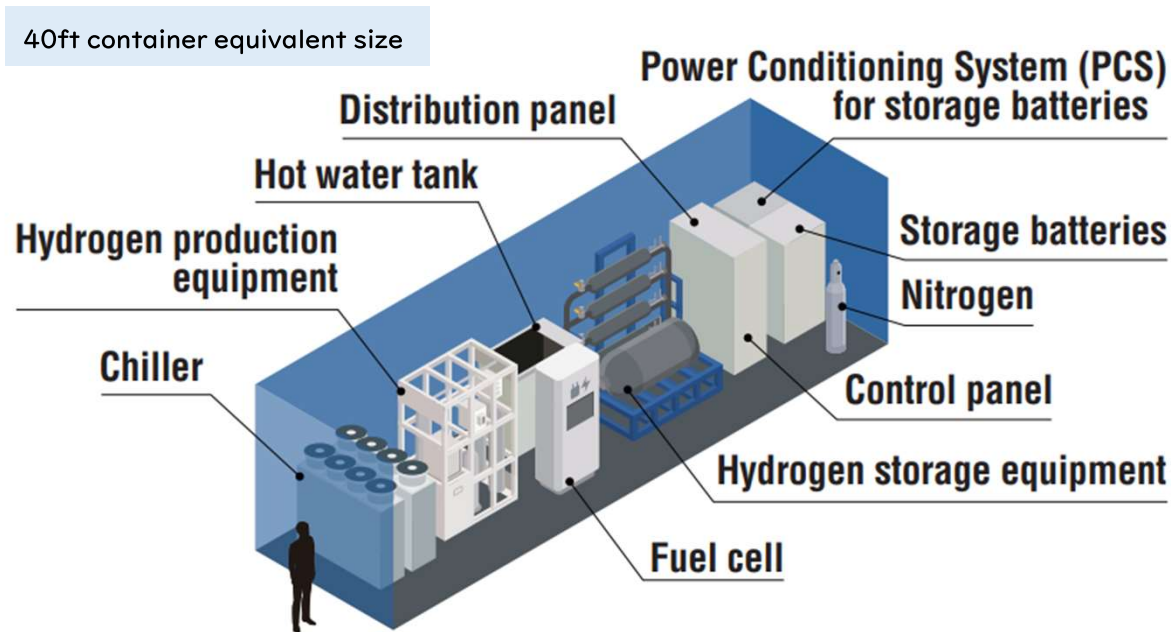 40ft container equivalent size
Power Conditioning System (PCS)
for storage batteries
Distribution panel
Hot water tank
Hydrogen production
equipment
Storage batteries
Nitrogen
Chiller
Control panel
Hydrogen storage equipment
Fuel cell